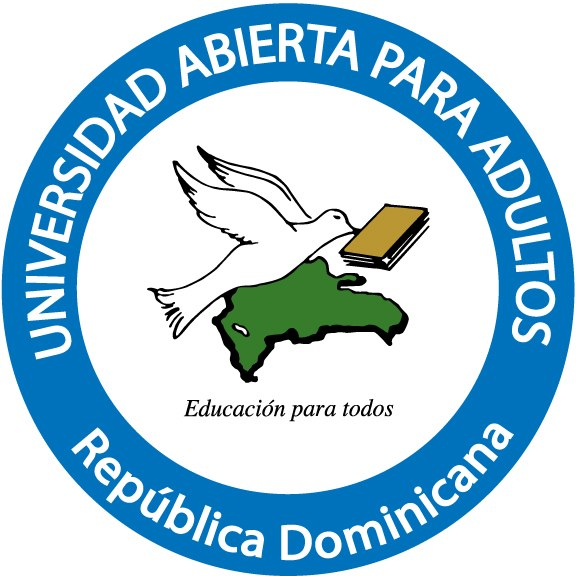 UNIVERSIDAD ABIERTA PARA ADULTOS
Educación para todos
República Dominicana